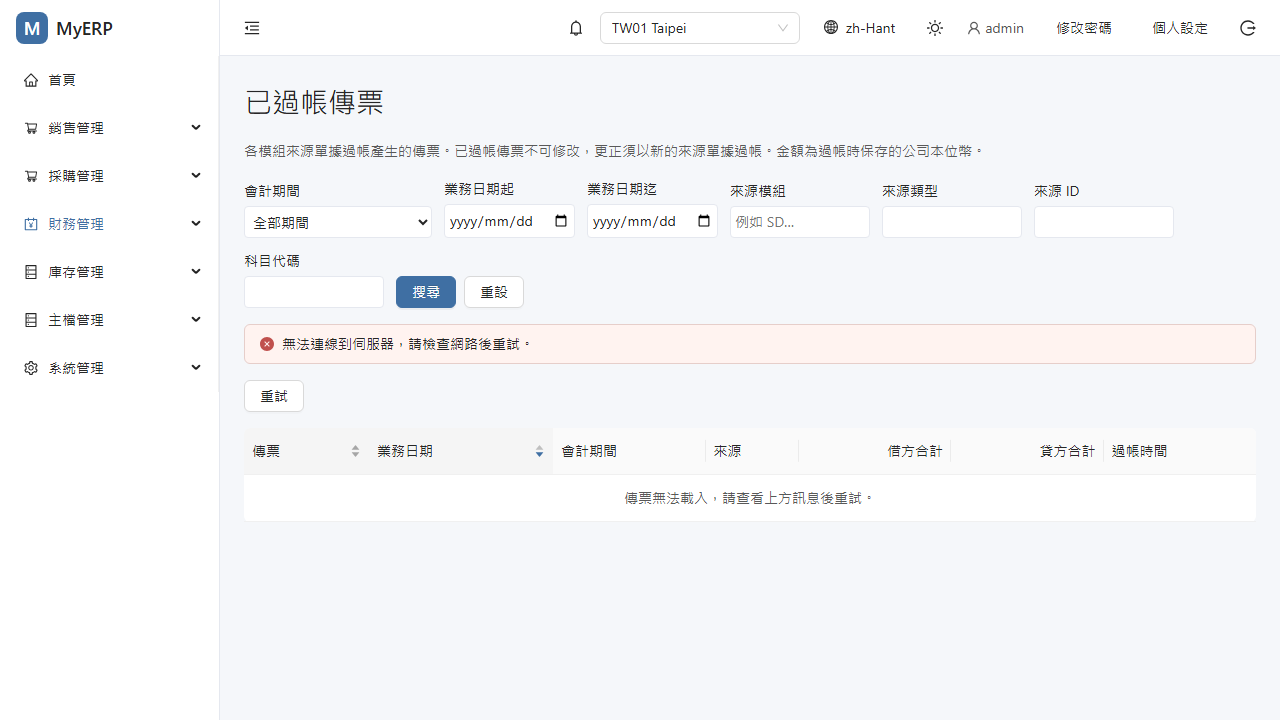 M MyERP
TW01 Taipei
zh-Hant
admin
修改密碼
個人設定
首頁
銷售管理
採購管理
財務管理
庫存管理
主檔管理
系統管理
已過帳傳票
各模組來源單據過帳產生的傳票。已過帳傳票不可修改，更正須以新的來源單據過帳。金額為過帳時保存的公司本位幣。
會計期間 業務日期起 業務日期迄 來源模組 來源類型 來源 ID
全部期間 yyyy/mm/dd yyyy/mm/dd 例如 SD...
科目代碼
搜尋 重設
無法連線到伺服器，請檢查網路後重試。
重試
傳票 業務日期 會計期間 來源 借方合計 貸方合計 過帳時間
傳票無法載入，請查看上方訊息後重試。